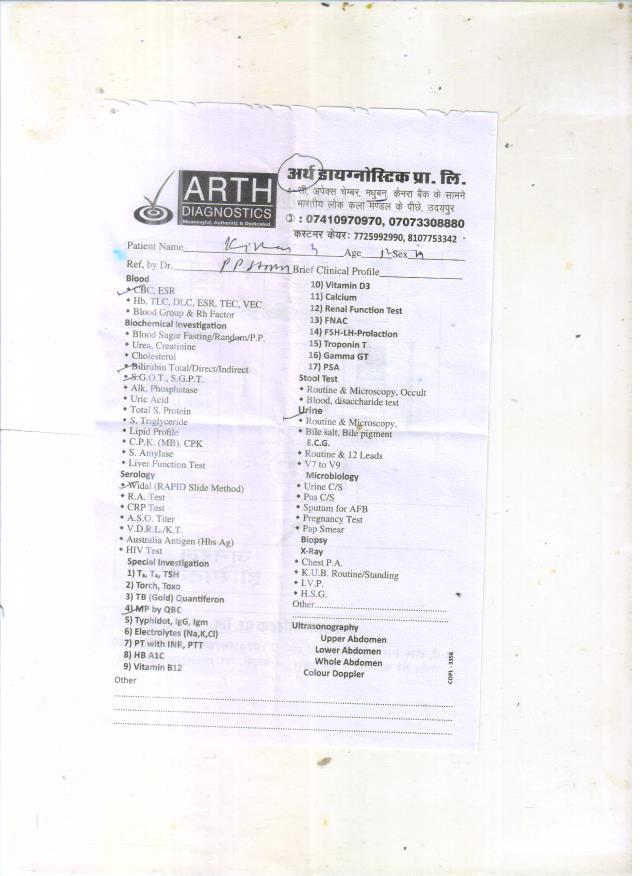 ARTH
DIAGNOSTICS
Meaningful, Authentic & Dedicated
अर्थ डायग्नोस्टिक प्रा. लि.
4-सी, अपेक्स चेम्बर, मधुबन, केनरा बैंक के सामने
भारतीय लोक कला मण्डल के पीछे, उदयपुर
: 07410970970, 07073308880
कस्टमर केयर: 7725992990, 8107753342
Patient Name Age Sex M
Ref, by Dr. Brief Clinical Profile
Blood
CBC, ESR
Hb, TLC, DLC, ESR, TEC, VEC
Blood Group & Rh Factor
Biochemical Investigation
Blood Sugar Fasting/Random/P.P.
Urea, Creatinine
Cholesterol
Bilirubin Total/Direct/Indirect
S.G.O.T., S.G.P.T.
Alk, Phosphatase
Uric Acid
Total S. Protein
S. Triglyceride
Lipid Profile
C.P.K. (MB), CPK
S. Amylase
Liver Function Test
Serology
Widal (RAPID Slide Method)
R.A. Test
CRP Test
A.S.O. Titer
V.D.R.L./K.T.
Australia Antigen (Hbs Ag)
HIV Test
Special Investigation
1) T₃, T₄, TSH
2) Torch, Toxo
3) TB (Gold) Quantiferon
4) MP by QBC
5) Typhidot, IgG, Igm
6) Electrolytes (Na,K,Cl)
7) PT with INR, PTT
8) HB A1C
9) Vitamin B12
10) Vitamin D3
11) Calcium
12) Renal Function Test
13) FNAC
14) FSH-LH-Prolaction
15) Troponin T
16) Gamma GT
17) PSA
Stool Test
Routine & Microscopy, Occult
Blood, disaccharide test
Urine
Routine & Microscopy,
Bile salt, Bile pigment
E.C.G.
Routine & 12 Leads
V7 to V9
Microbiology
Urine C/S
Pus C/S
Sputum for AFB
Pregnancy Test
Pap Smear
Biopsy
X-Ray
Chest P.A.
K.U.B. Routine/Standing
I.V.P.
H.S.G.
Other
Ultrasonography
Upper Abdomen
Lower Abdomen
Whole Abdomen
Colour Doppler
COPL - 3358
Other